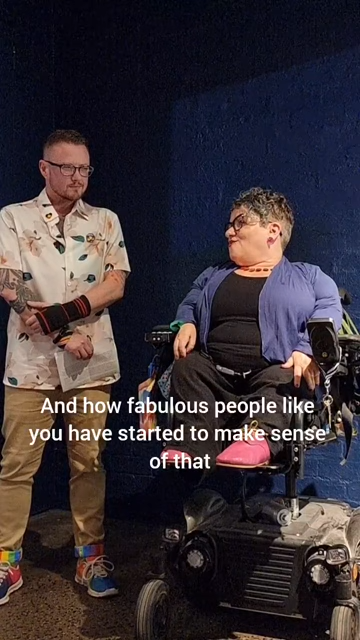 And how fabulous people like
you have started to make sense
of that